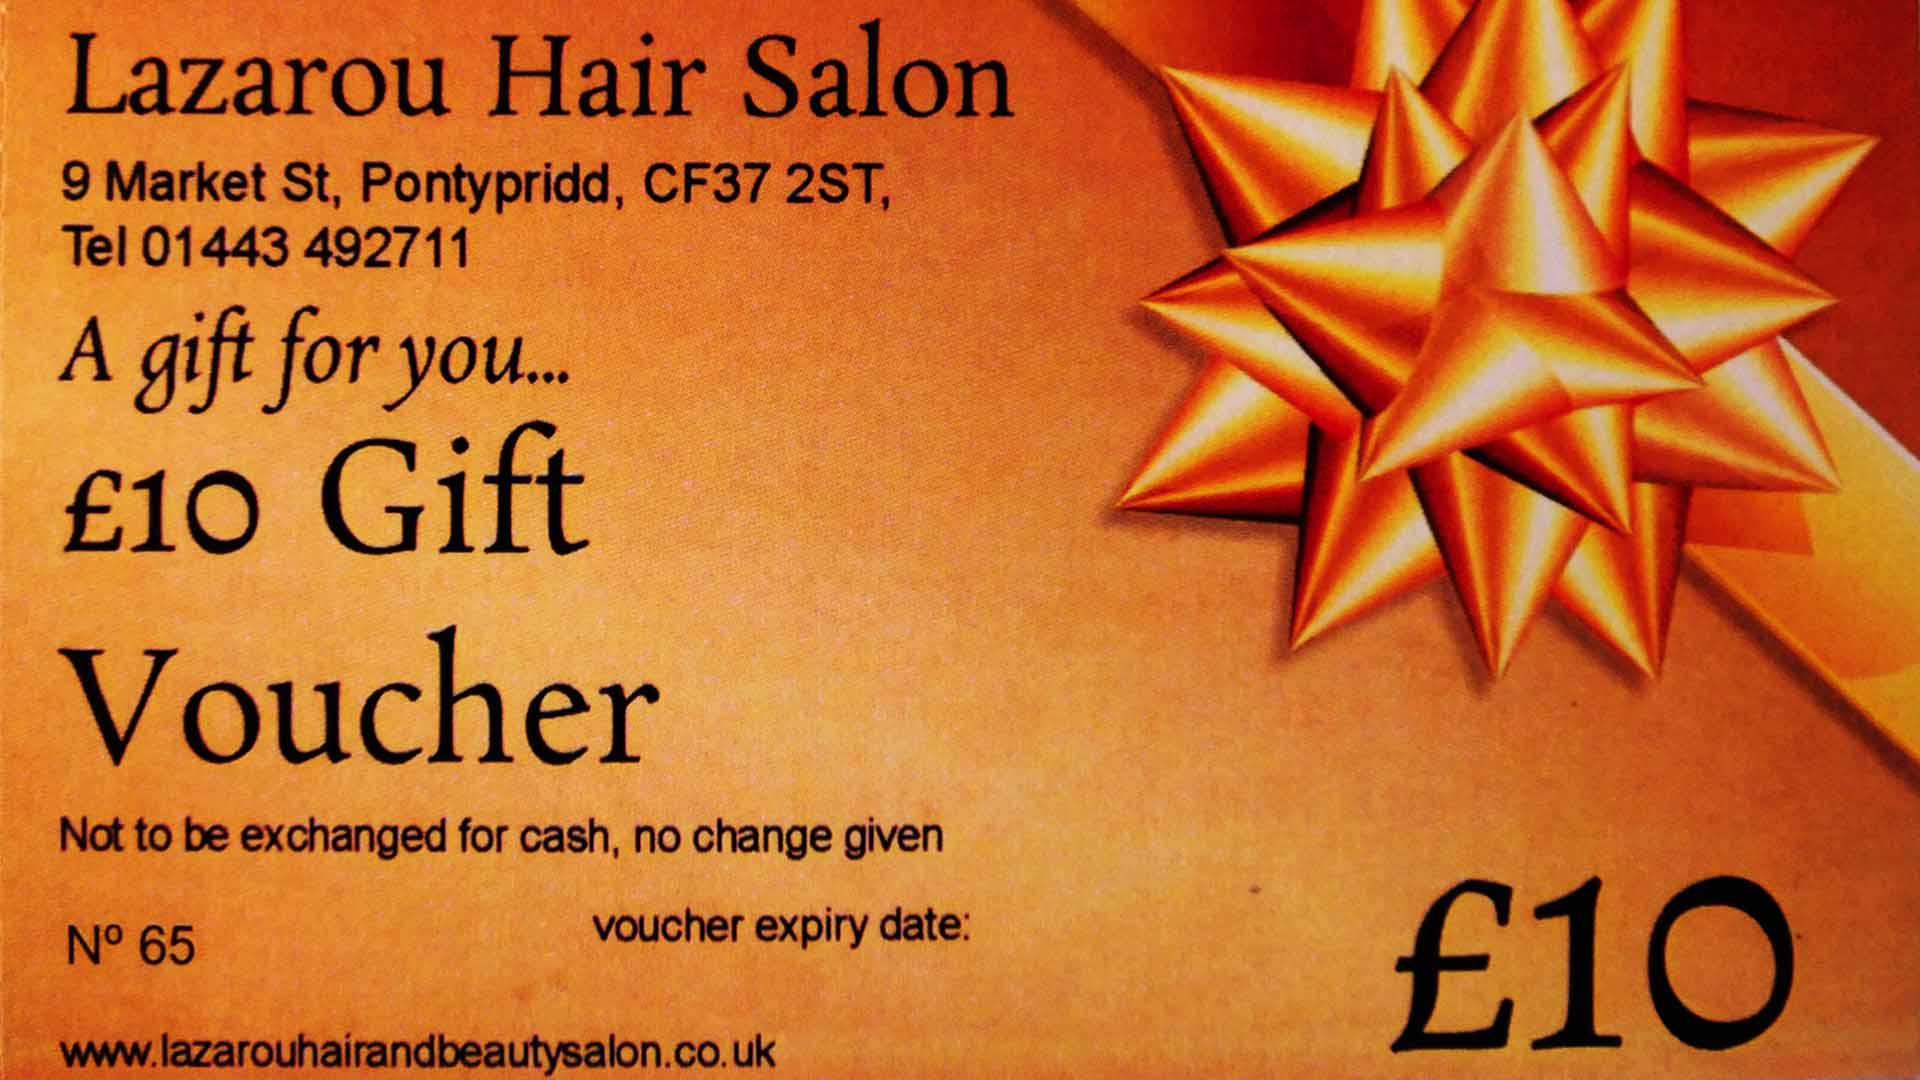 Lazarou Hair Salon
9 Market St, Pontypridd, CF37 2ST,
Tel 01443 492711
A gift for you...
£10 Gift
Voucher
Not to be exchanged for cash, no change given
Nº 65
voucher expiry date:
£10
www.lazarouhairandbeautysalon.co.uk